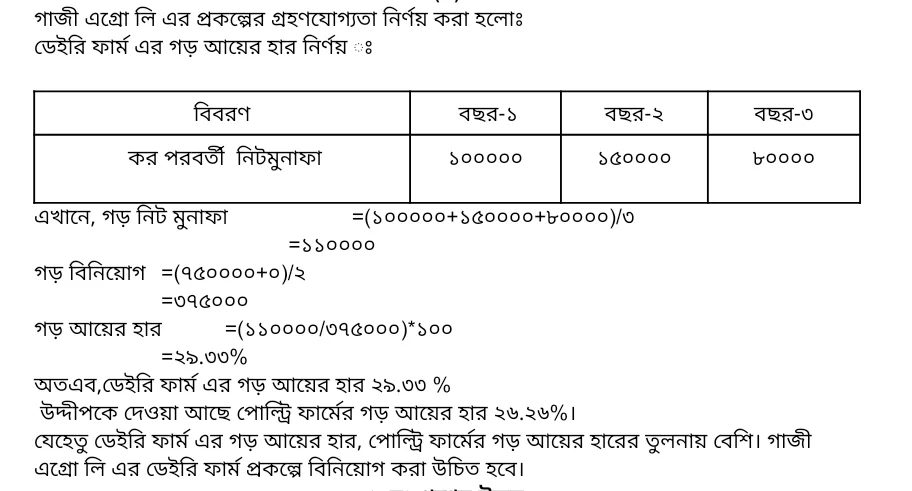 গাজী এগ্রো লি এর প্রকল্পের গ্রহণযোগ্যতা নির্ণয় করা হলোঃ
ডেইরি ফার্ম এর গড় আয়ের হার নির্ণয় ঃ
বিবরণ বছর-১ বছর-২ বছর-৩
কর পরবর্তী নিটমুনাফা ১০০০০০ ১৫০০০০ ৮০০০০
এখানে, গড় নিট মুনাফা =(১০০০০০+১৫০০০০+৮০০০০)/৩
=১১০০০০
গড় বিনিয়োগ =(৭৫০০০০+০)/২
=৩৭৫০০০
গড় আয়ের হার =(১১০০০০/৩৭৫০০০)*১০০
=২৯.৩৩%
অতএব,ডেইরি ফার্ম এর গড় আয়ের হার ২৯.৩৩ %
উদ্দীপকে দেওয়া আছে পোল্ট্রি ফার্মের গড় আয়ের হার ২৬.২৬%।
যেহেতু ডেইরি ফার্ম এর গড় আয়ের হার, পোল্ট্রি ফার্মের গড় আয়ের হারের তুলনায় বেশি। গাজী
এগ্রো লি এর ডেইরি ফার্ম প্রকল্পে বিনিয়োগ করা উচিত হবে।